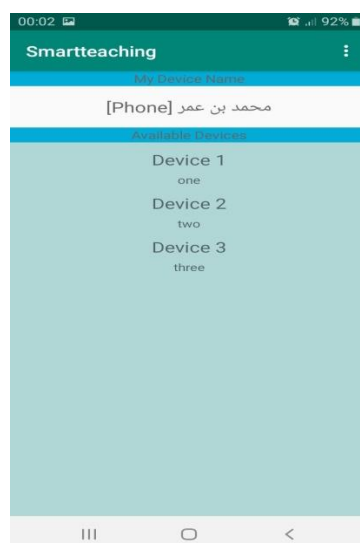 00:02 92%
Smartteaching
My Device Name
محمد بن عمر [Phone]
Available Devices
Device 1
one
Device 2
two
Device 3
three